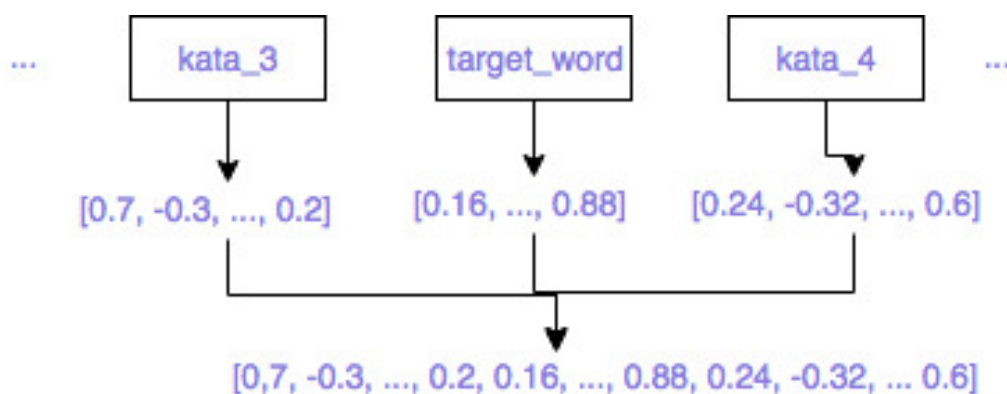 ... kata_3 target_word kata_4 ...
[0.7, -0.3, ..., 0.2] [0.16, ..., 0.88] [0.24, -0.32, ..., 0.6]
[0,7, -0.3, ..., 0.2, 0.16, ..., 0.88, 0.24, -0.32, ... 0.6]